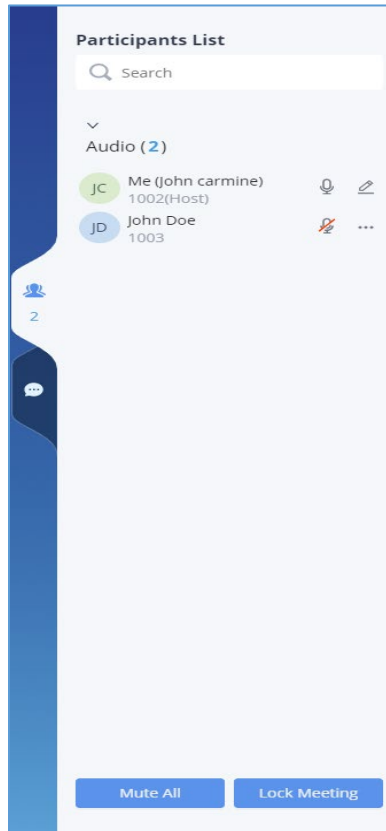 Participants List
Search
Audio (2)
JC
Me (John carmine)
1002(Host)
JD
John Doe
1003
2
Mute All
Lock Meeting